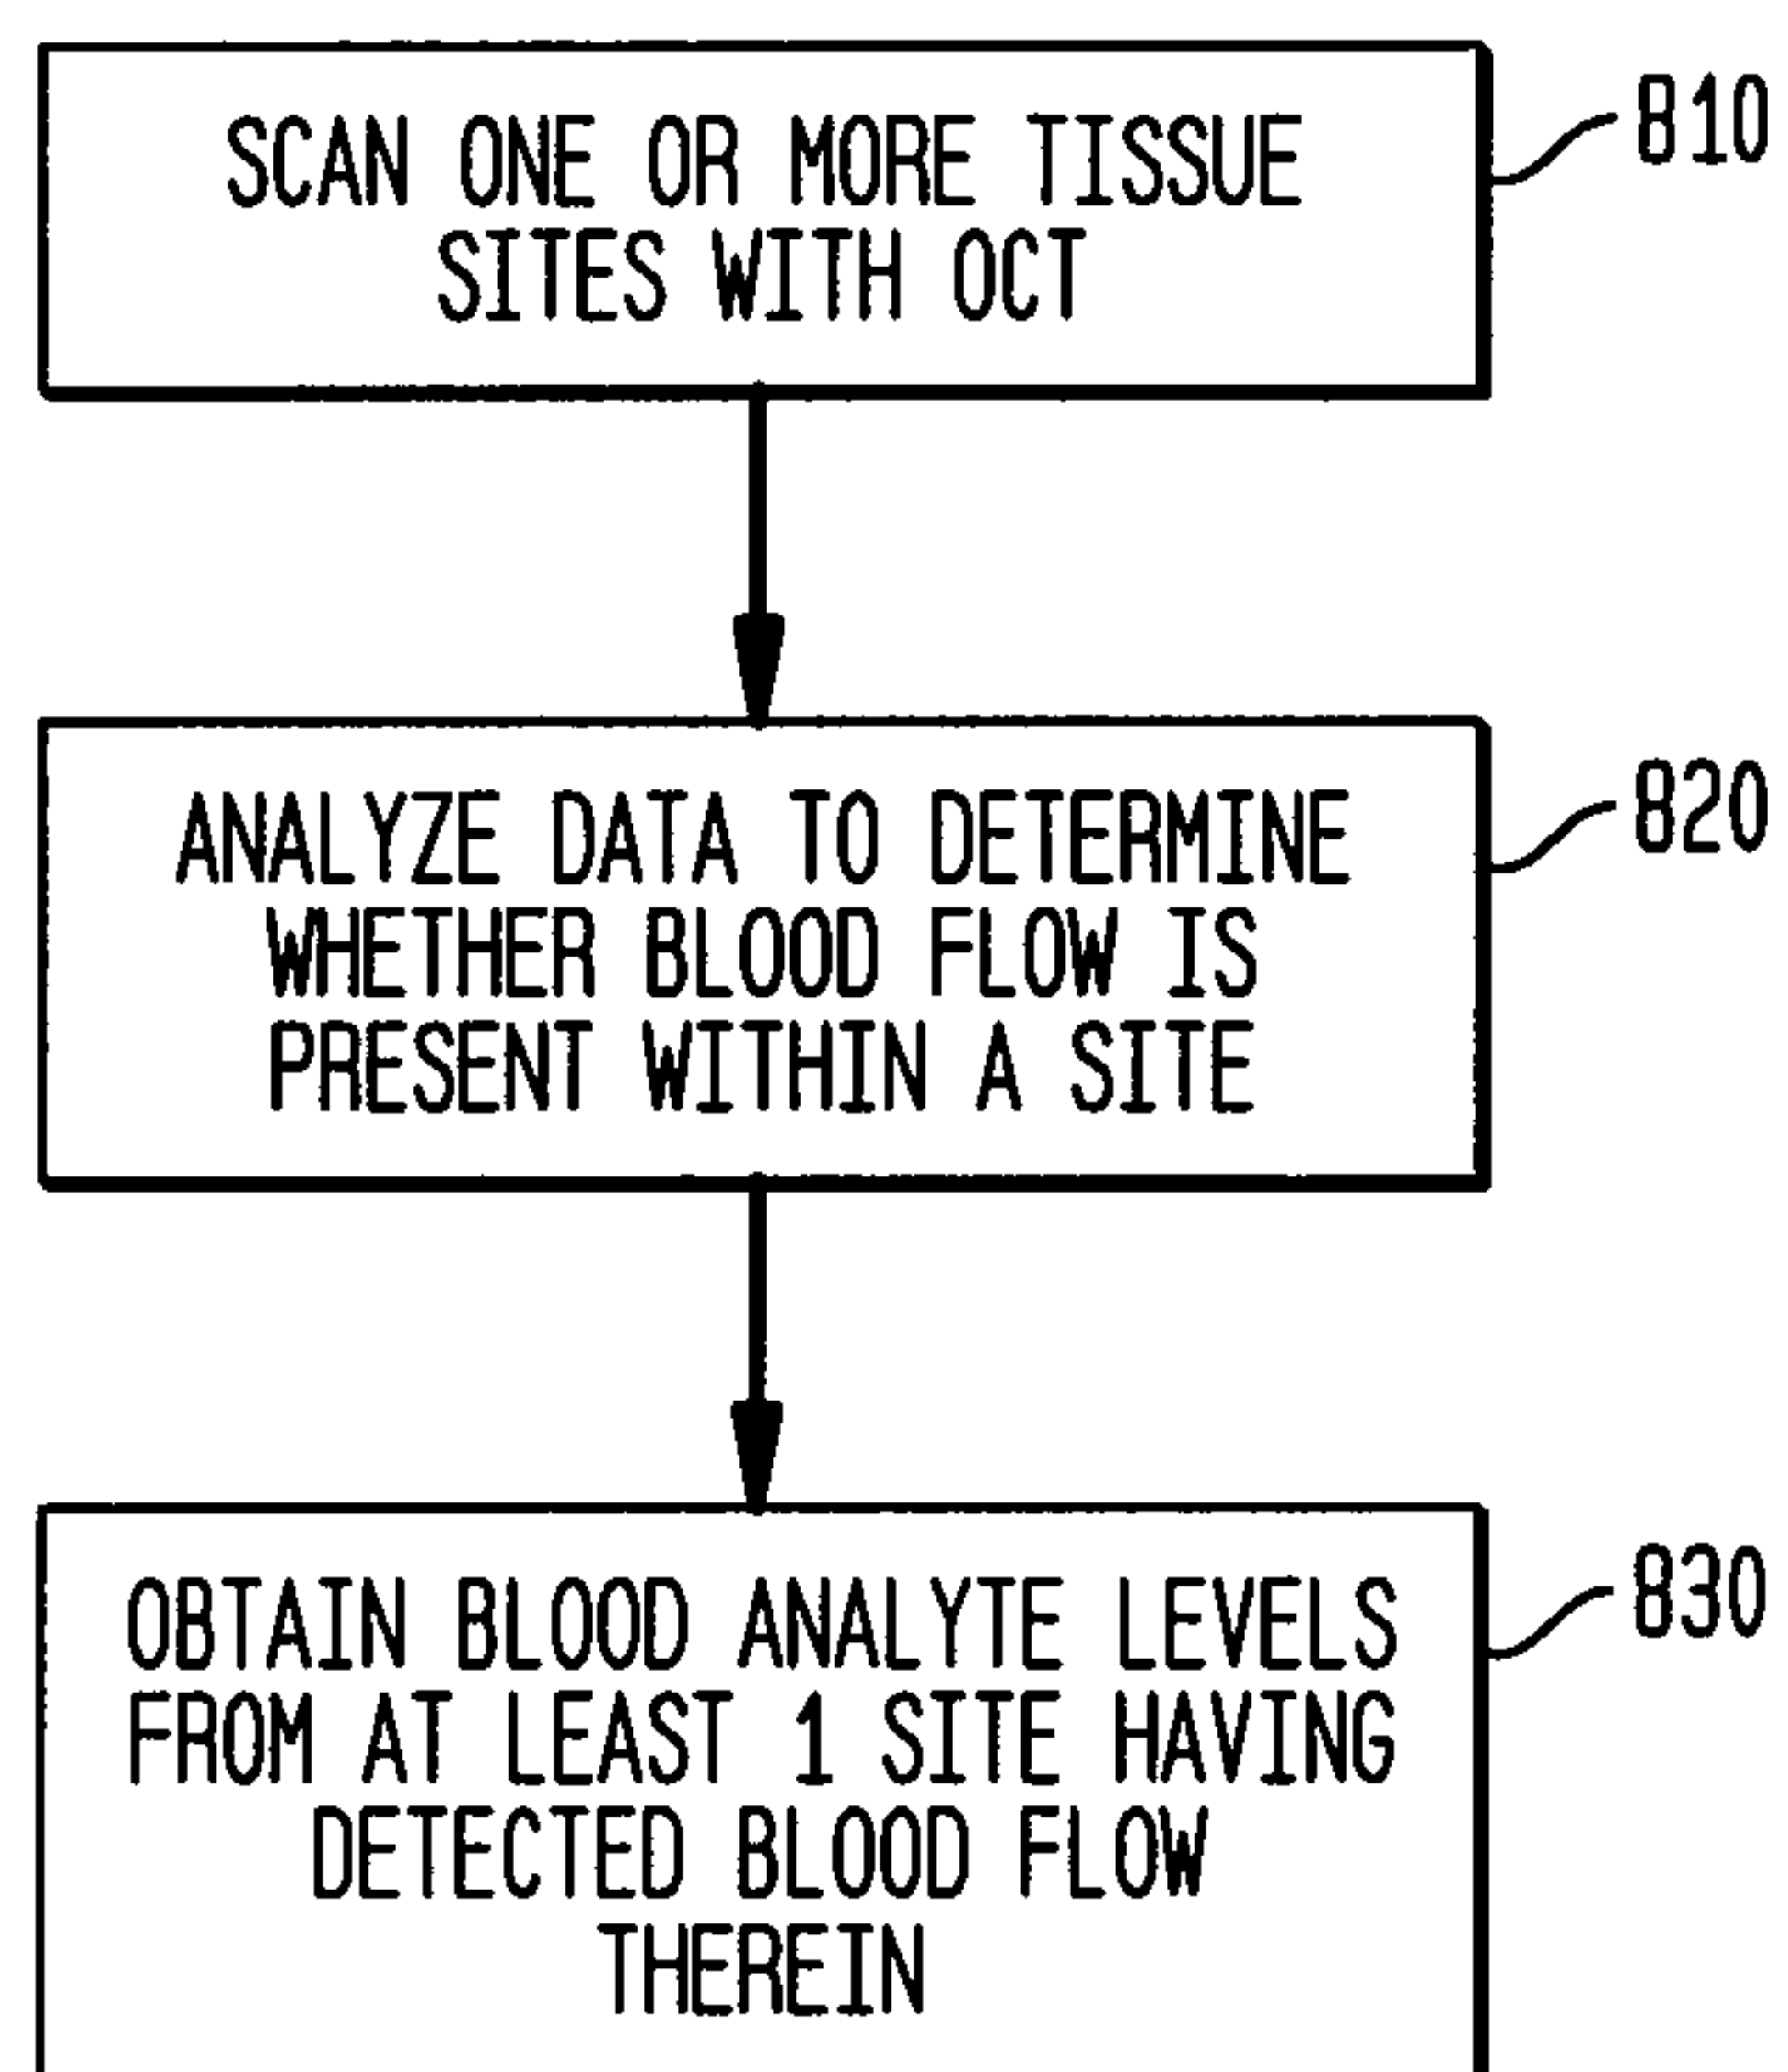 SCAN ONE OR MORE TISSUE
SITES WITH OCT
810
ANALYZE DATA TO DETERMINE
WHETHER BLOOD FLOW IS
PRESENT WITHIN A SITE
820
OBTAIN BLOOD ANALYTE LEVELS
FROM AT LEAST 1 SITE HAVING
DETECTED BLOOD FLOW
THEREIN
830